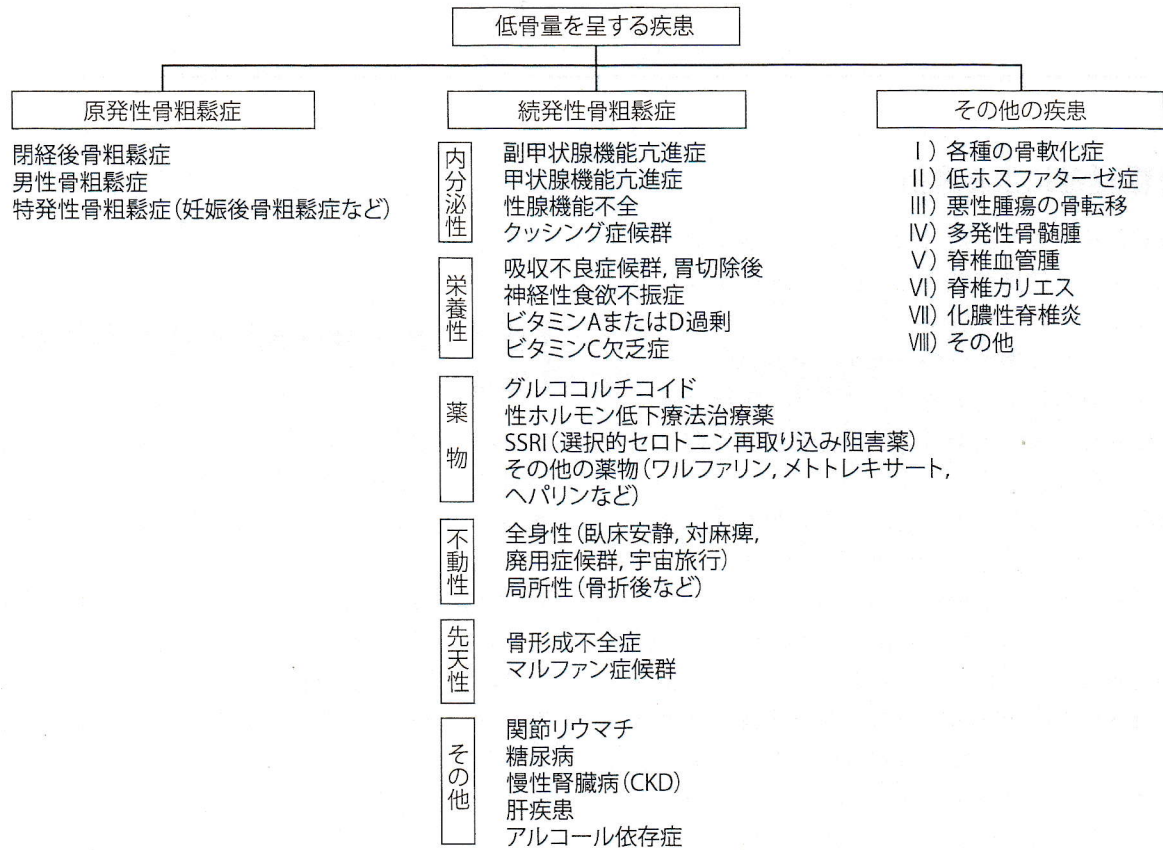 低骨量を呈する疾患
原発性骨粗鬆症
閉経後骨粗鬆症
男性骨粗鬆症
特発性骨粗鬆症(妊娠後骨粗鬆症など)
続発性骨粗鬆症
内分泌性
副甲状腺機能亢進症
甲状腺機能亢進症
性腺機能不全
クッシング症候群
栄養性
吸収不良症候群, 胃切除後
神経性食欲不振症
ビタミンAまたはD過剰
ビタミンC欠乏症
薬物
グルココルチコイド
性ホルモン低下療法治療薬
SSRI(選択的セロトニン再取り込み阻害薬)
その他の薬物(ワルファリン, メトトレキサート,
ヘパリンなど)
不動性
全身性(臥床安静, 対麻痺,
廃用症候群, 宇宙旅行)
局所性(骨折後など)
先天性
骨形成不全症
マルファン症候群
その他
関節リウマチ
糖尿病
慢性腎臓病(CKD)
肝疾患
アルコール依存症
その他の疾患
Ⅰ) 各種の骨軟化症
Ⅱ) 低ホスファターゼ症
Ⅲ) 悪性腫瘍の骨転移
Ⅳ) 多発性骨髄腫
Ⅴ) 脊椎血管腫
Ⅵ) 脊椎カリエス
Ⅶ) 化膿性脊椎炎
Ⅷ) その他